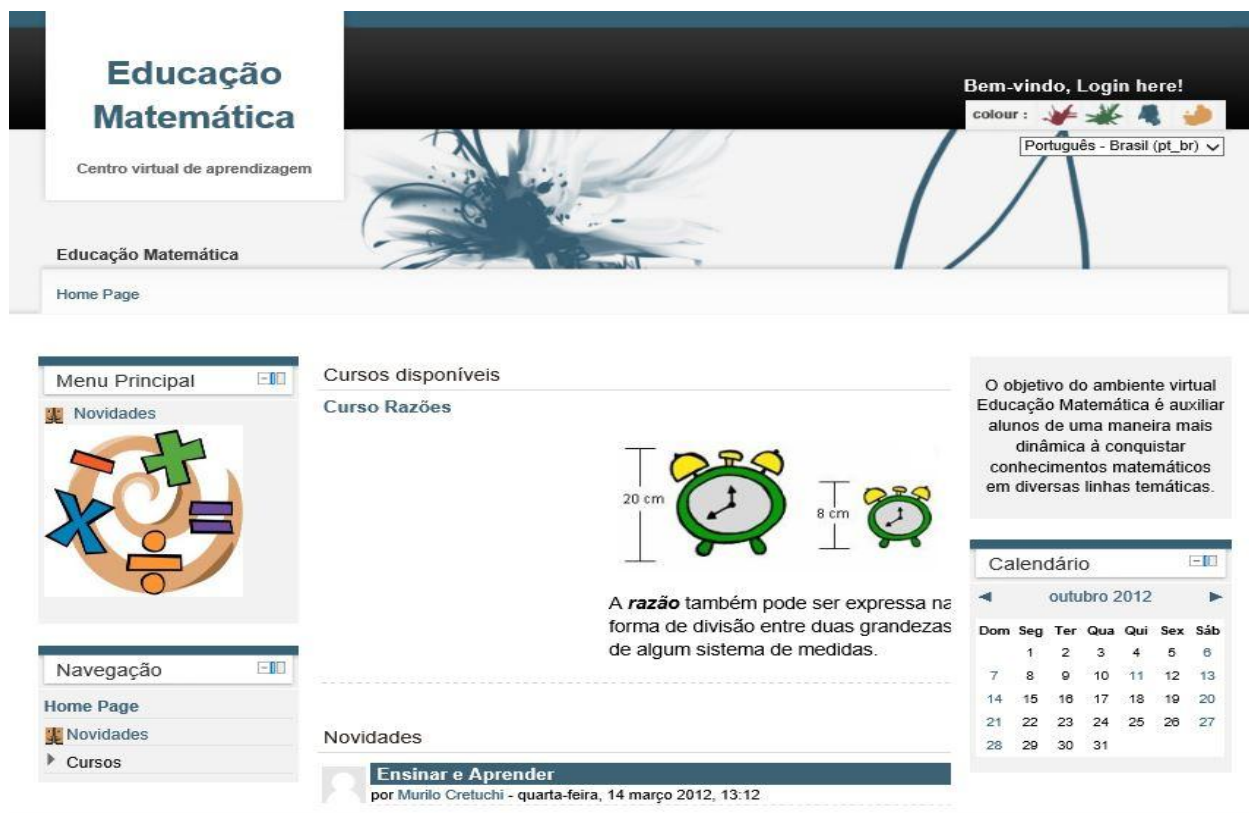 Educação
Matemática
Centro virtual de aprendizagem
Bem-vindo, Login here!
colour :
Português - Brasil (pt_br)
Educação Matemática
Home Page
Menu Principal
Novidades
Navegação
Home Page
Novidades
Cursos
Cursos disponíveis
Curso Razões
20 cm
8 cm
A razão também pode ser expressa na
forma de divisão entre duas grandezas
de algum sistema de medidas.
Novidades
Ensinar e Aprender
por Murilo Cretuchi - quarta-feira, 14 março 2012, 13:12
O objetivo do ambiente virtual
Educação Matemática é auxiliar
alunos de uma maneira mais
dinâmica à conquistar
conhecimentos matemáticos
em diversas linhas temáticas.
Calendário
outubro 2012
Dom Seg Ter Qua Qui Sex Sáb
1 2 3 4 5 6
7 8 9 10 11 12 13
14 15 16 17 18 19 20
21 22 23 24 25 26 27
28 29 30 31